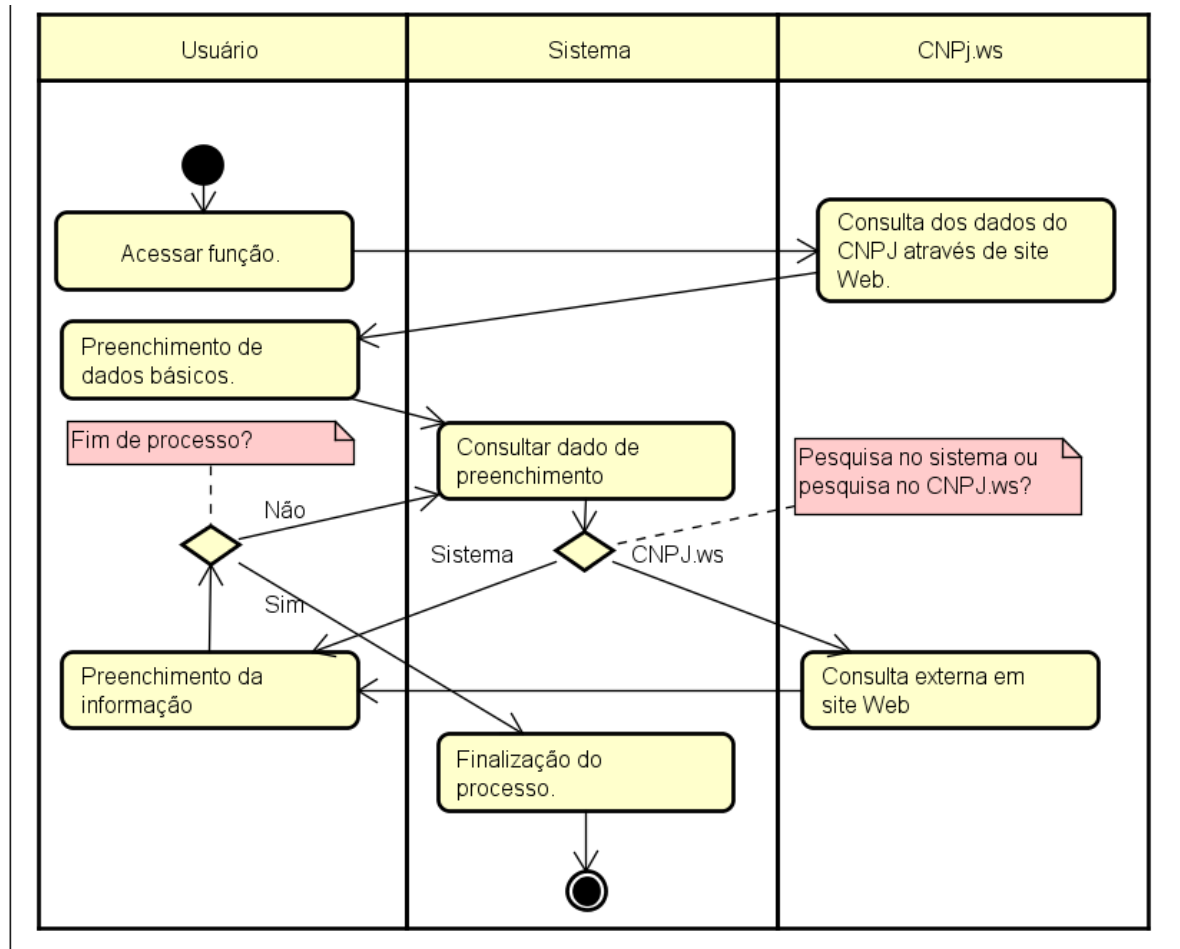 Usuário
Sistema
CNPj.ws
Acessar função.
Consulta dos dados do
CNPJ através de site
Web.
Preenchimento de
dados básicos.
Fim de processo?
Consultar dado de
preenchimento
Pesquisa no sistema ou
pesquisa no CNPJ.ws?
Não
Sistema
CNPJ.ws
Sim
Preenchimento da
informação
Consulta externa em
site Web
Finalização do
processo.